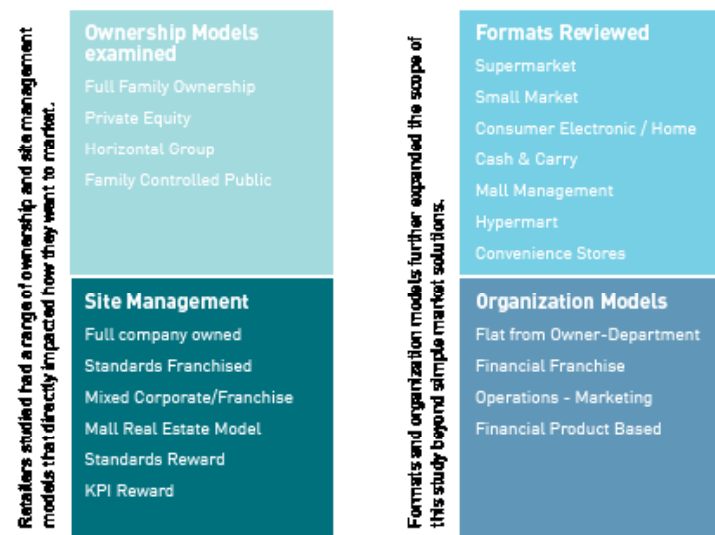 Retailers studied had a range of ownership and site management
models that directly impacted how they want to market.
Ownership Models
examined
Full Family Ownership
Private Equity
Horizontal Group
Family Controlled Public
Site Management
Full company owned
Standards Franchised
Mixed Corporate/Franchise
Mall Real Estate Model
Standards Reward
KPI Reward
Formats and organization models further expanded the scope of
this study beyond simple market solutions.
Formats Reviewed
Supermarket
Small Market
Consumer Electronic / Home
Cash & Carry
Mall Management
Hypermart
Convenience Stores
Organization Models
Flat from Owner-Department
Financial Franchise
Operations - Marketing
Financial Product Based